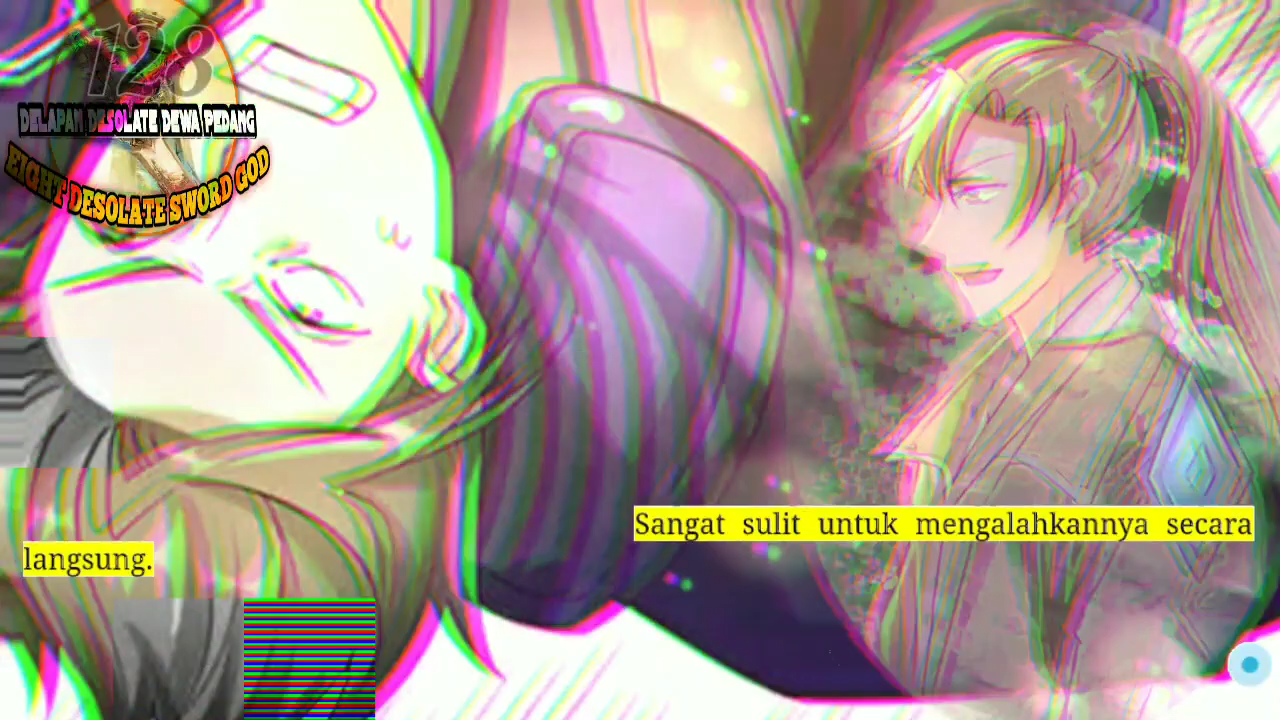 128
DELAPAN DESOLATE DEWA PEDANG
EIGHT DESOLATE SWORD GOD
Sangat sulit untuk mengalahkannya secara
langsung.